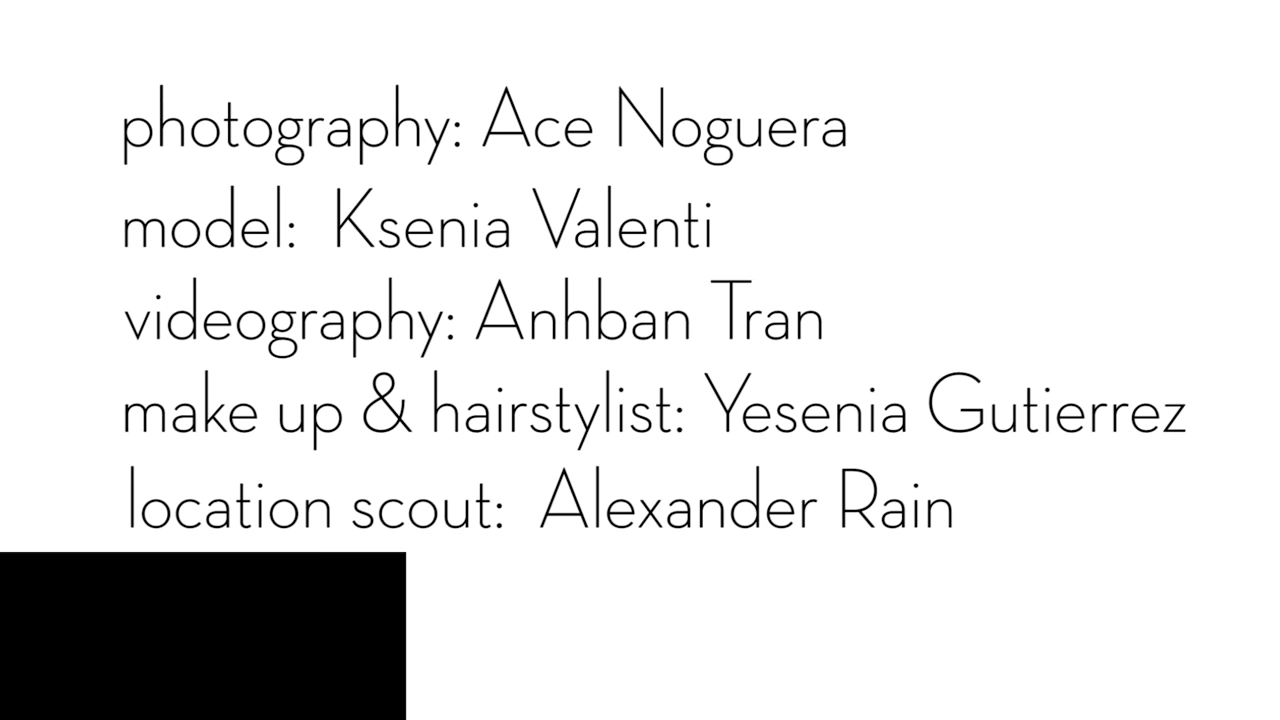 photography: Ace Noguera
model: Ksenia Valenti
videography: Anhban Tran
make up & hairstylist: Yesenia Gutierrez
location scout: Alexander Rain